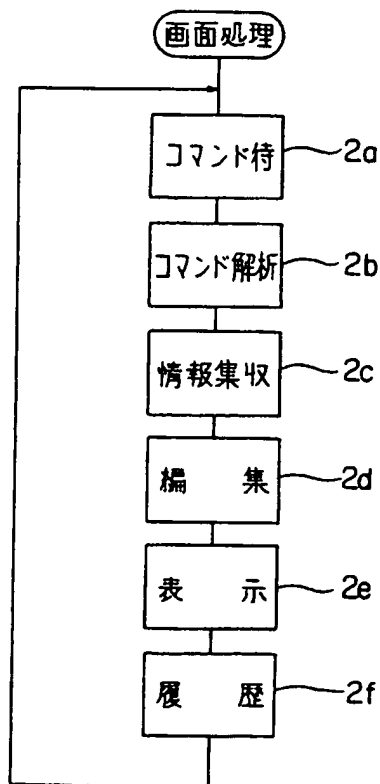 画面処理
コマンド待 2a
コマンド解析 2b
情報集収 2c
編 集 2d
表 示 2e
履 歴 2f